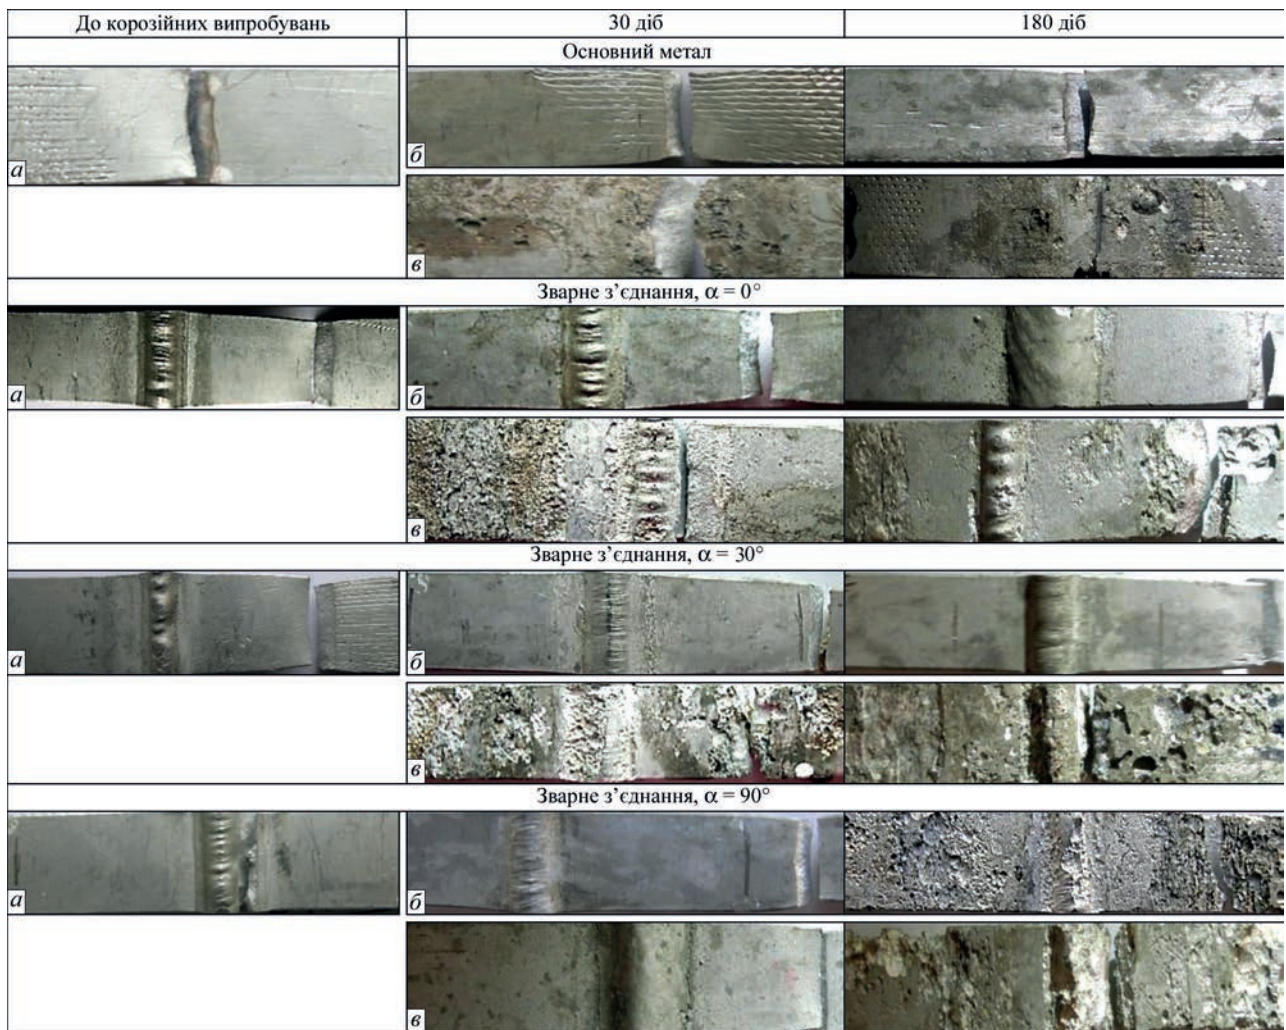 До корозійних випробувань 30 діб 180 діб
Основний метал
а б
в
Зварне з’єднання, α = 0°
а б
в
Зварне з’єднання, α = 30°
а б
в
Зварне з’єднання, α = 90°
а б
в